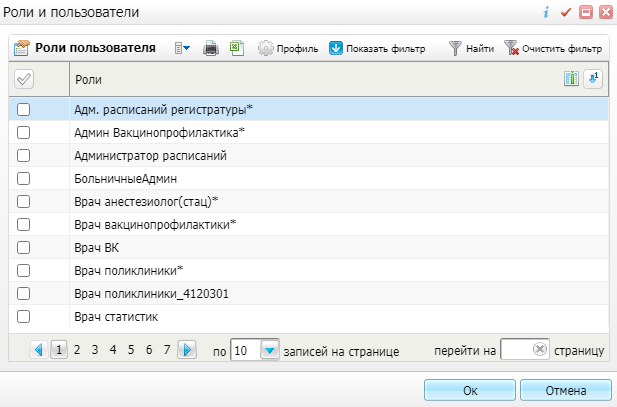 Роли и пользователи
Роли пользователя Профиль Показать фильтр Найти Очистить фильтр
Роли
Адм. расписаний регистратуры*
Админ Вакцинопрофилактика*
Администратор расписаний
БольничныеАдмин
Врач анестезиолог(стац)*
Врач вакцинопрофилактики*
Врач ВК
Врач поликлиники*
Врач поликлиники_4120301
Врач статистик
1 2 3 4 5 6 7 по 10 записей на странице перейти на страницу
Ок Отмена